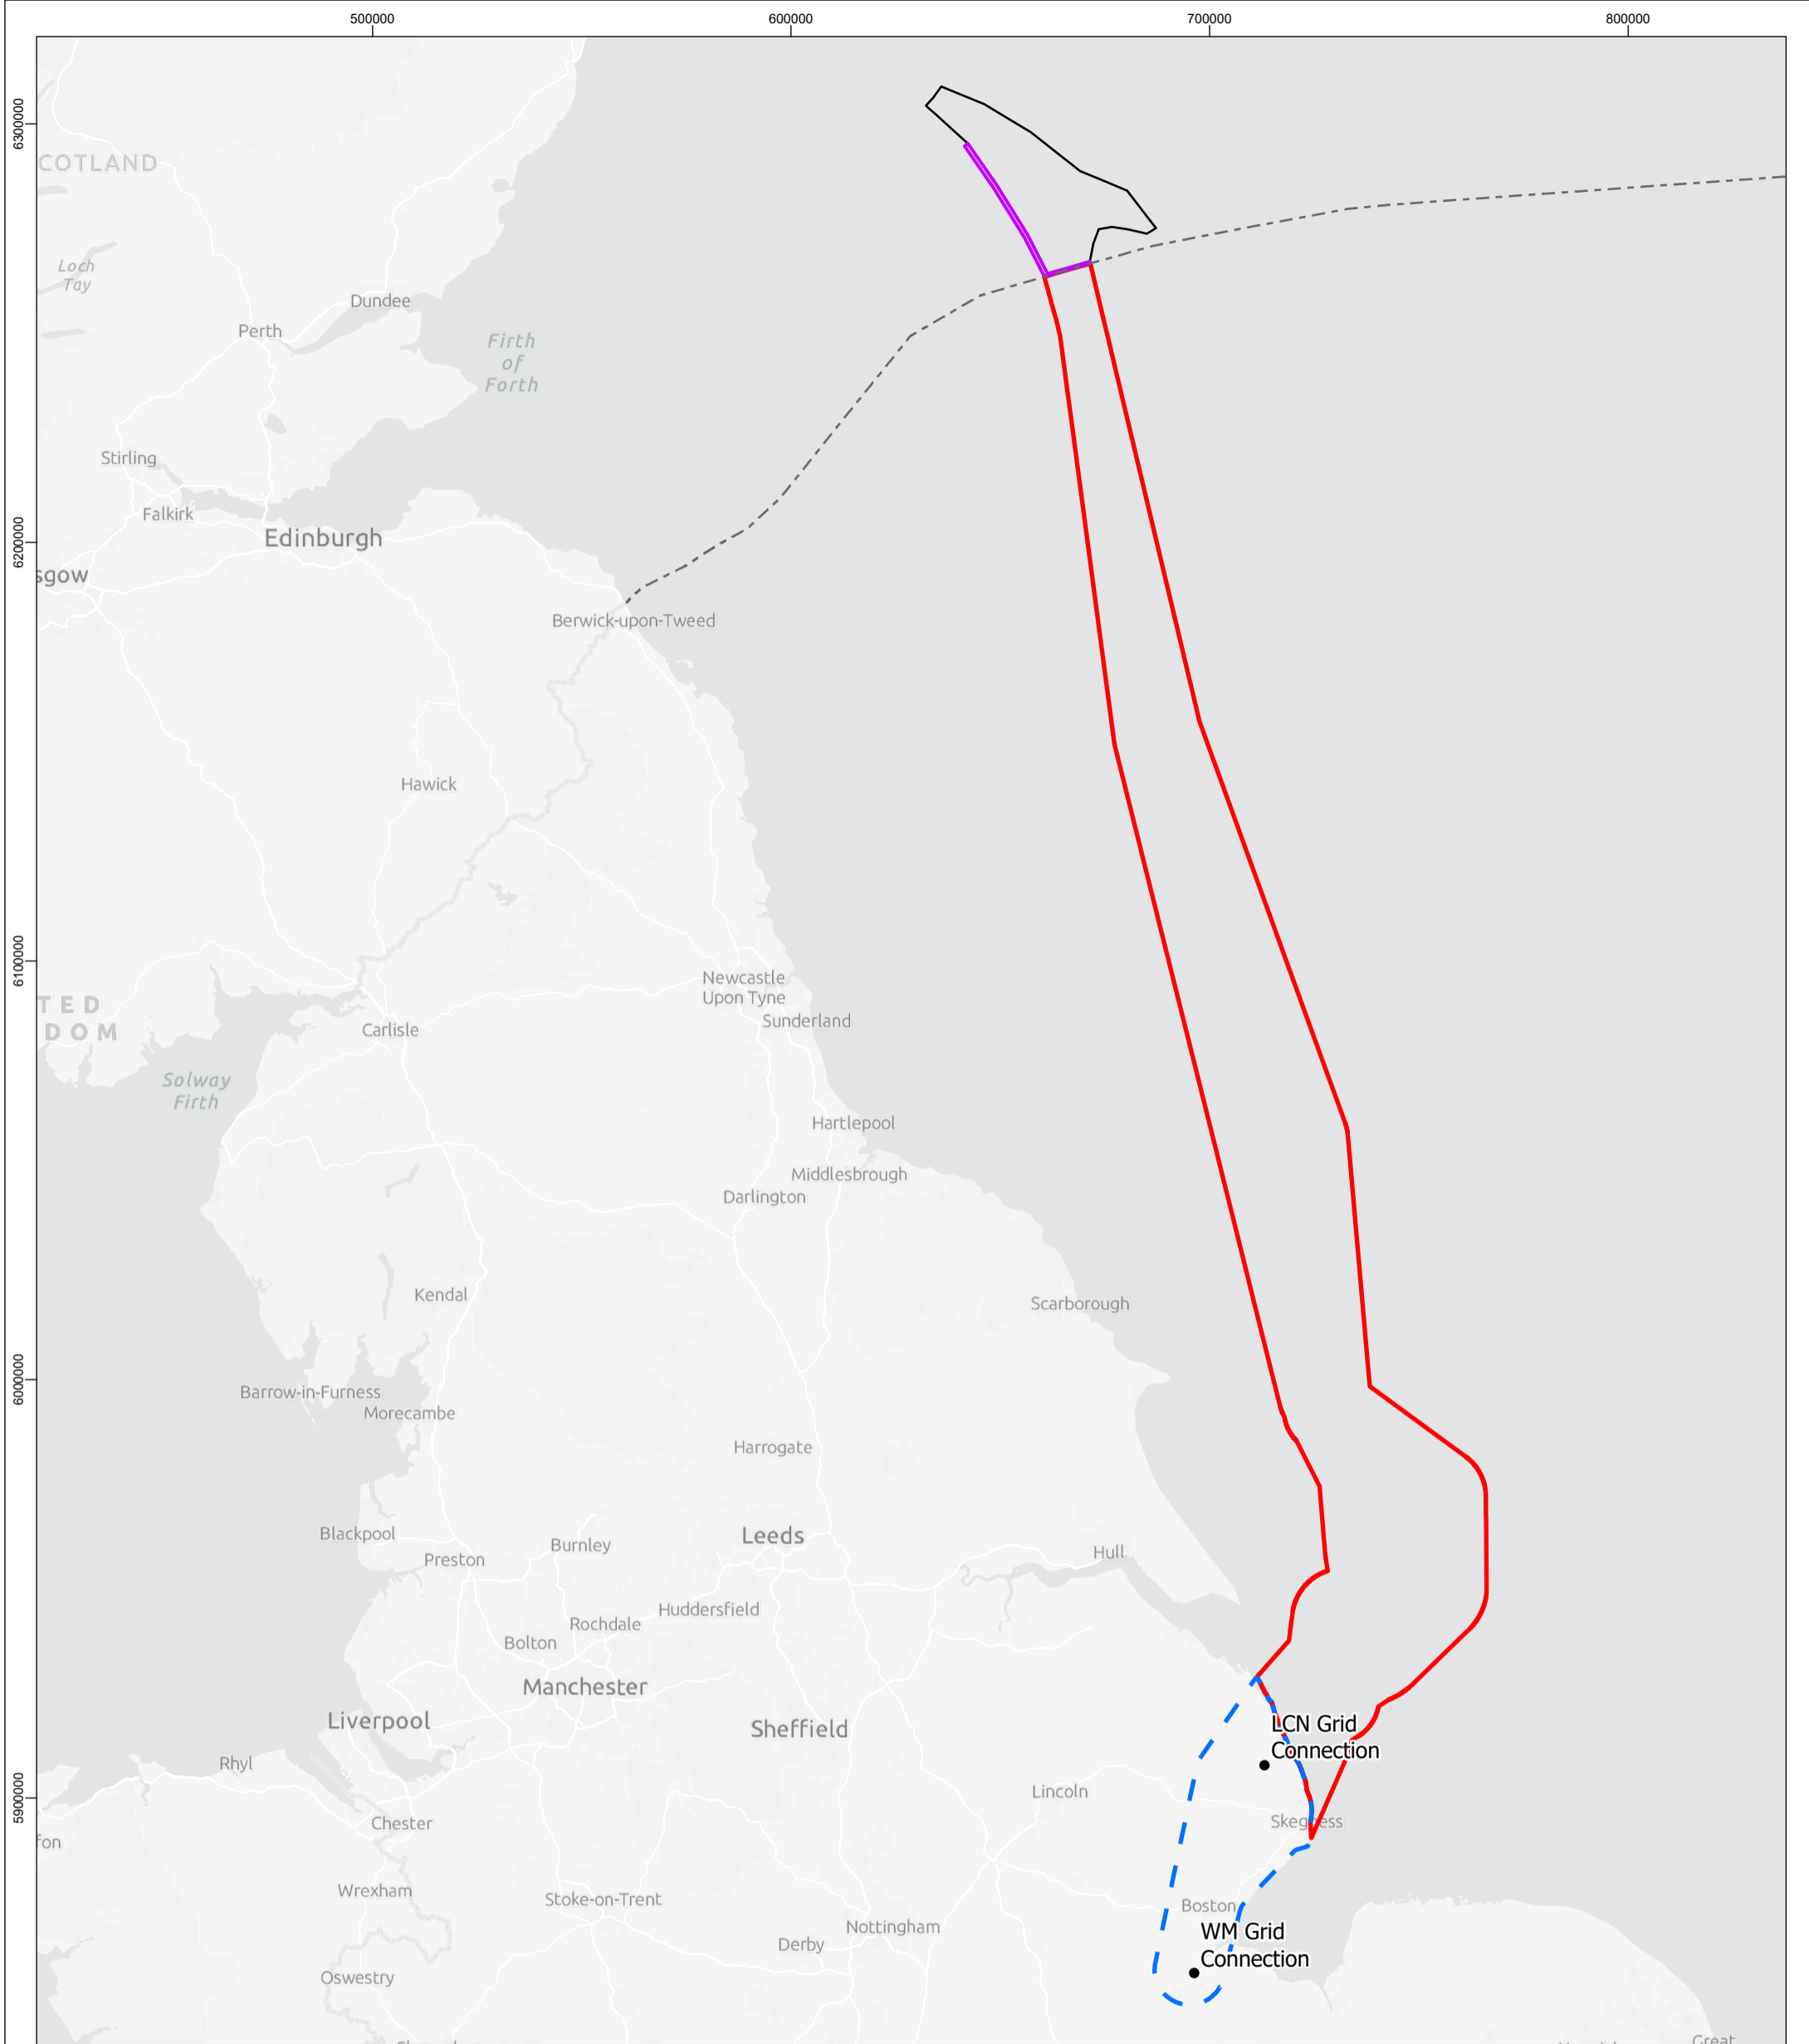 500000
600000
700000
800000
6300000
COTLAND
Loch
Tay
Dundee
Perth
Firth
of
Forth
Stirling
Falkirk
6200000
Edinburgh
sgow
Berwick-upon-Tweed
Hawick
6100000
Newcastle
Upon Tyne
TED
DOM
Carlisle
Sunderland
Solway
Firth
Hartlepool
Middlesbrough
Darlington
Kendal
Scarborough
6000000
Barrow-in-Furness
Morecambe
Harrogate
Blackpool
Leeds
Burnley
Preston
Hull
Huddersfield
Rochdale
Bolton
Manchester
Liverpool
Sheffield
LCN Grid
Connection
Rhyl
Lincoln
5900000
Chester
Skegness
fon
Wrexham
Stoke-on-Trent
Boston
Nottingham
WM Grid
Connection
Derby
Oswestry
Great